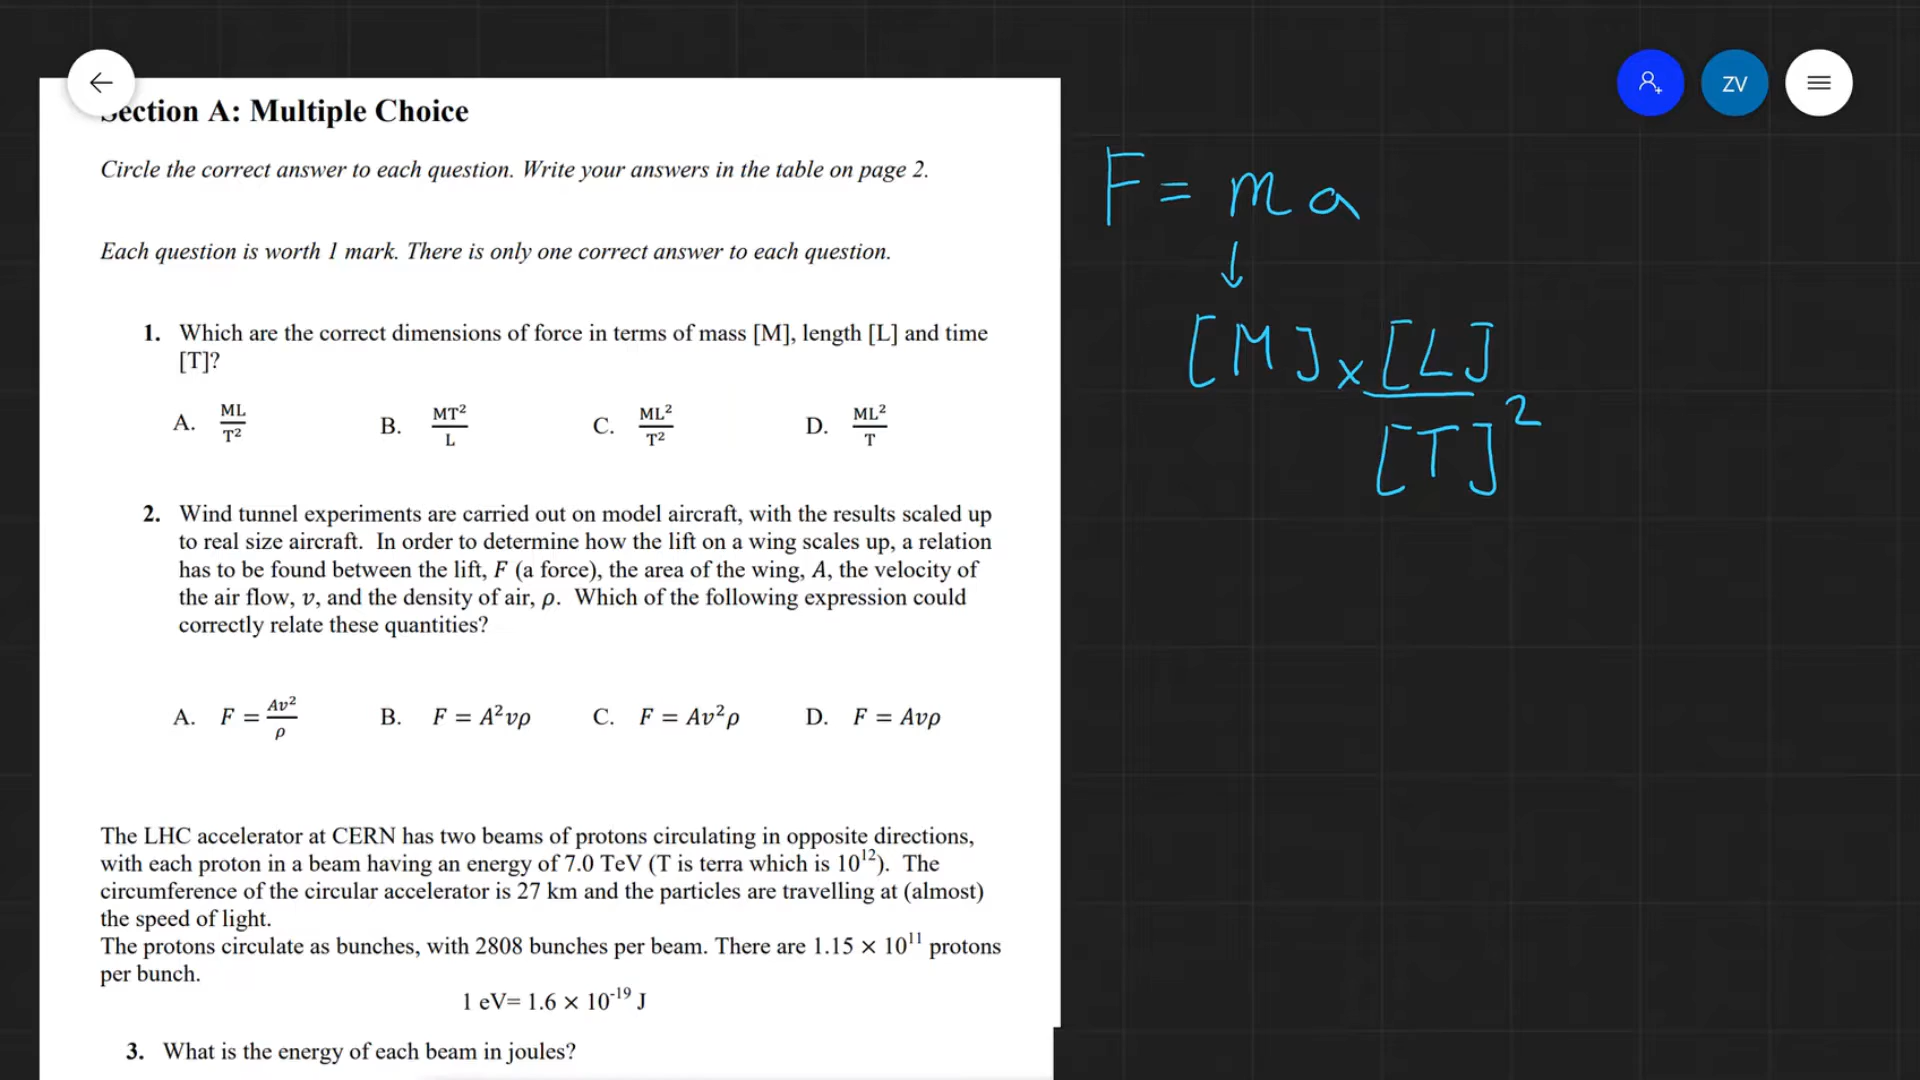 ection A: Multiple Choice
Circle the correct answer to each question. Write your answers in the table on page 2.
Each question is worth 1 mark. There is only one correct answer to each question.
1. Which are the correct dimensions of force in terms of mass [M], length [L] and time
[T]?
A. ML/T² B. MT²/L C. ML²/T² D. ML²/T
2. Wind tunnel experiments are carried out on model aircraft, with the results scaled up
to real size aircraft. In order to determine how the lift on a wing scales up, a relation
has to be found between the lift, F (a force), the area of the wing, A, the velocity of
the air flow, v, and the density of air, ρ. Which of the following expression could
correctly relate these quantities?
A. F = Av²/ρ B. F = A²vρ C. F = Av²ρ D. F = Avρ
The LHC accelerator at CERN has two beams of protons circulating in opposite directions,
with each proton in a beam having an energy of 7.0 TeV (T is terra which is 10¹²). The
circumference of the circular accelerator is 27 km and the particles are travelling at (almost)
the speed of light.
The protons circulate as bunches, with 2808 bunches per beam. There are 1.15 × 10¹¹ protons
per bunch.
1 eV= 1.6 × 10⁻¹⁹ J
3. What is the energy of each beam in joules?
ZV
F = ma
↓
[M] x [L]
[T]²